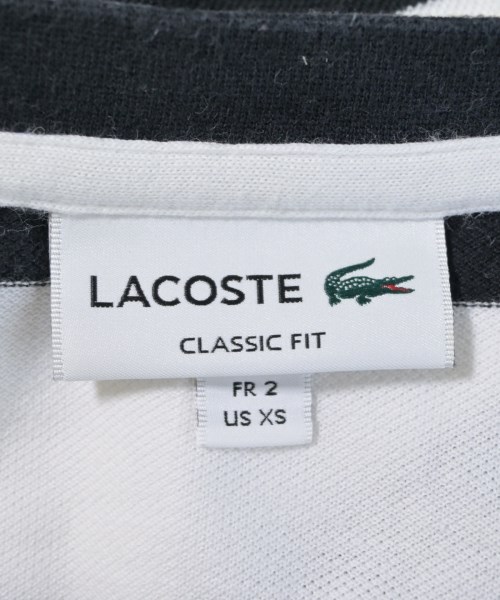 LACOSTE
CLASSIC FIT
FR 2
US XS